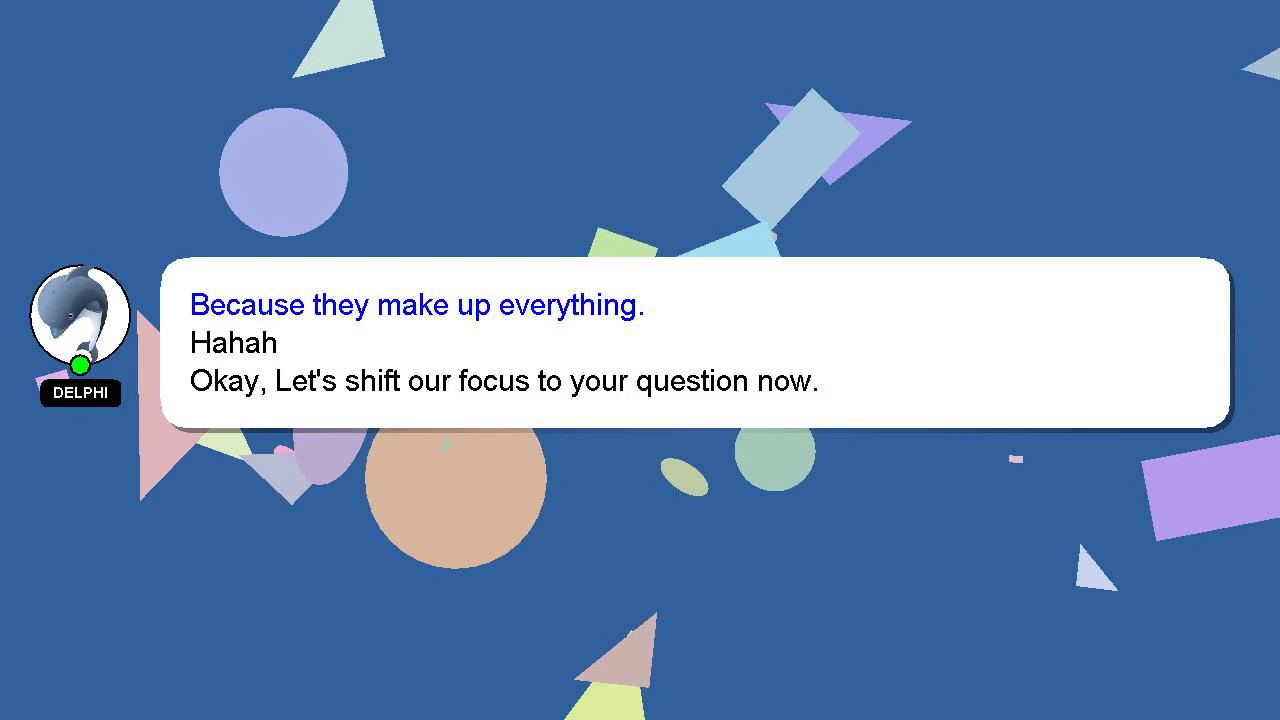 Because they make up everything.
Hahah
Okay, Let's shift our focus to your question now.
DELPHI